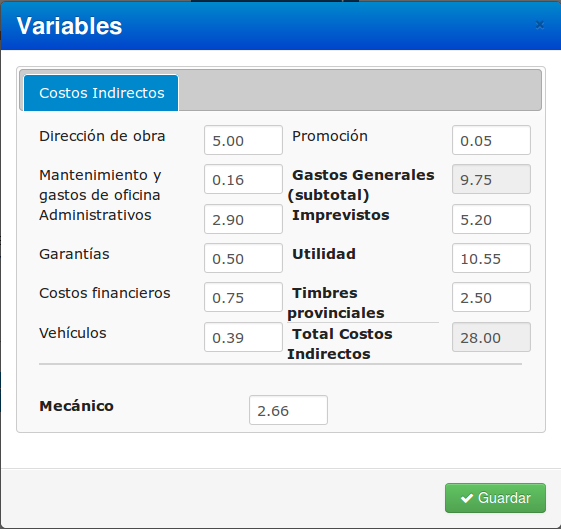 Variables
×
Costos Indirectos
Dirección de obra 5.00 Promoción 0.05
Mantenimiento y 0.16 Gastos Generales 9.75
gastos de oficina (subtotal)
Administrativos 2.90 Imprevistos 5.20
Garantías 0.50 Utilidad 10.55
Costos financieros 0.75 Timbres 2.50
provinciales
Vehículos 0.39 Total Costos 28.00
Indirectos
Mecánico 2.66
Guardar